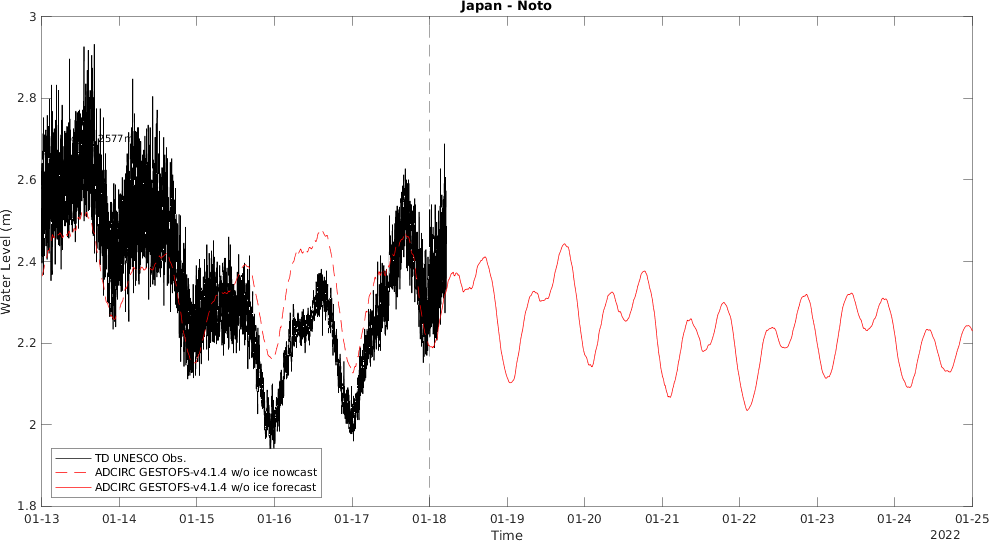 Japan - Noto
Water Level (m)
3
2.8
2.6
2.4
2.2
2
1.8
TD UNESCO Obs.
ADCIRC GESTOFS-v4.1.4 w/o ice nowcast
ADCIRC GESTOFS-v4.1.4 w/o ice forecast
01-13 01-14 01-15 01-16 01-17 01-18 01-19 01-20 01-21 01-22 01-23 01-24 01-25
Time
2022